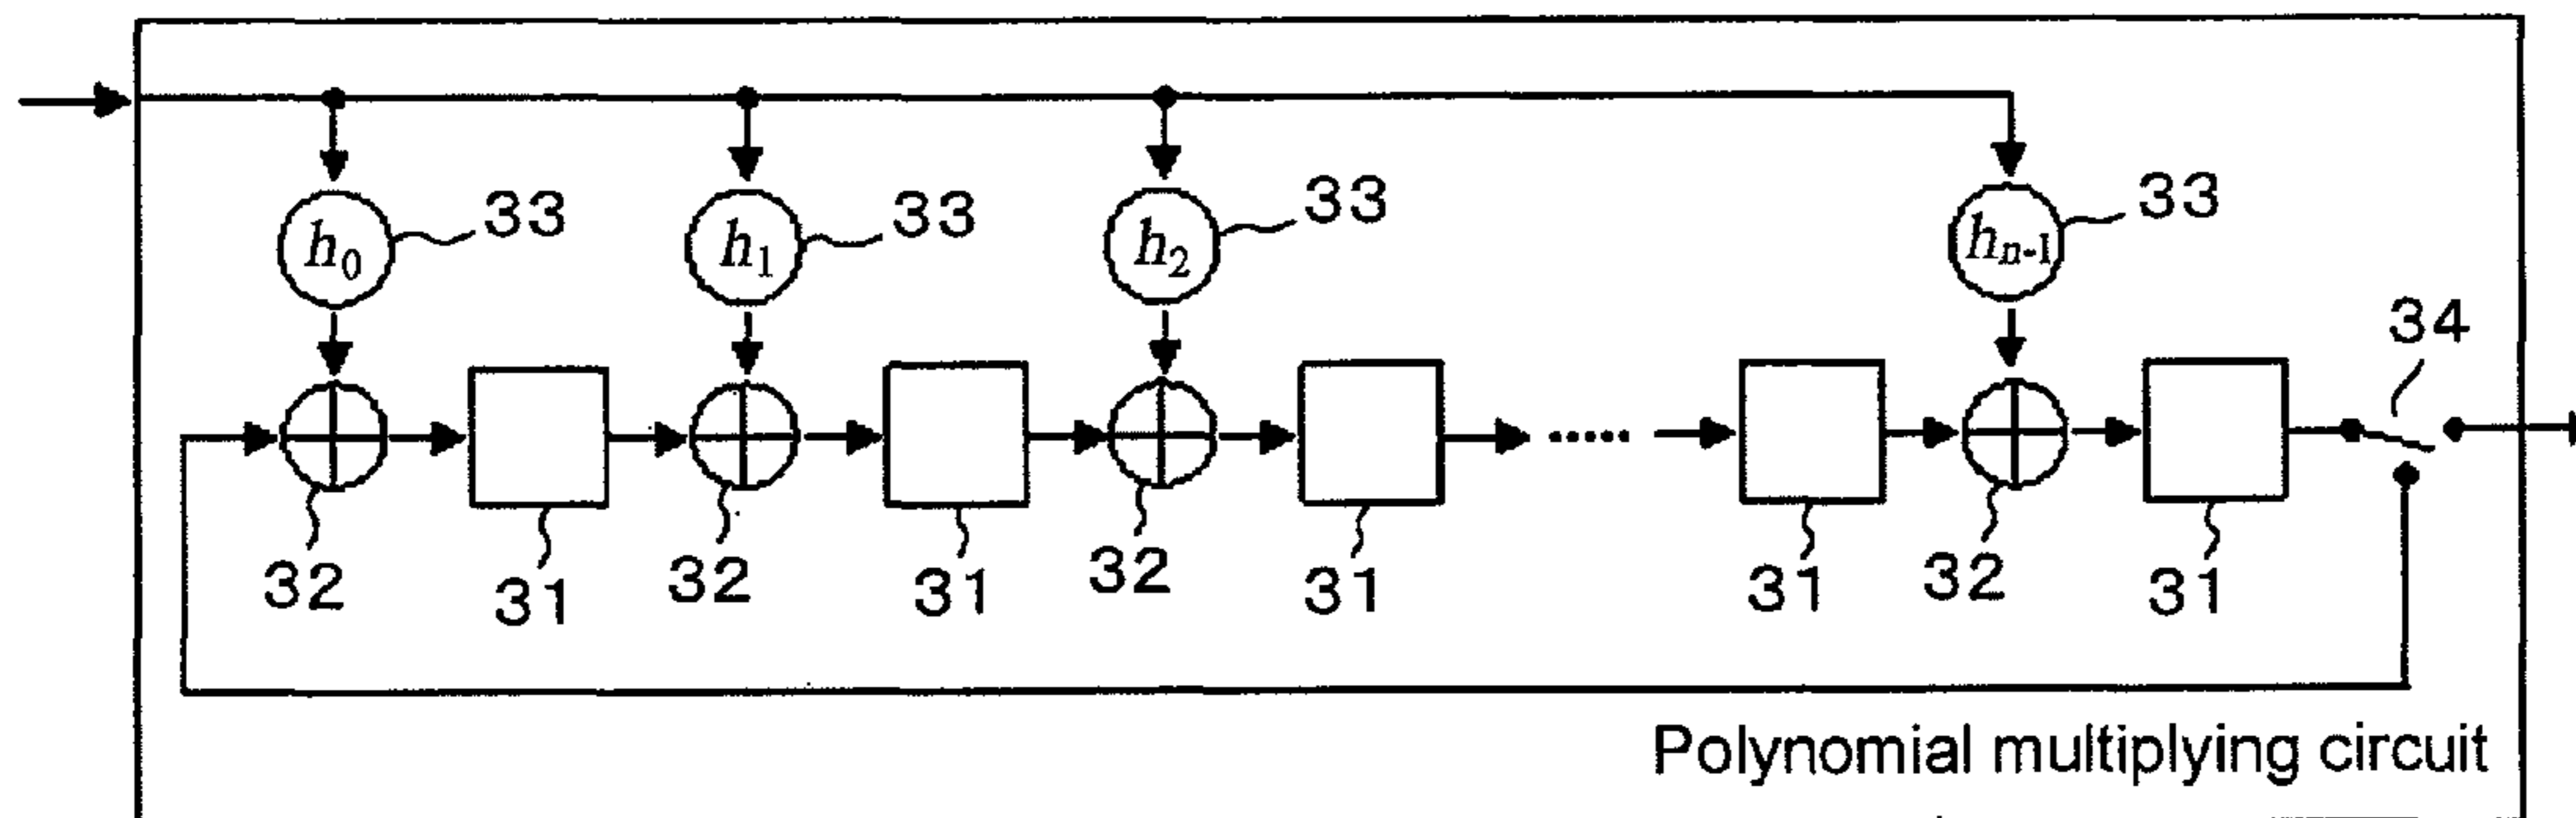 33 33 33 33
h0 h1 h2 hn-1
34
32 31 32 31 32 31 31 32 31
Polynomial multiplying circuit